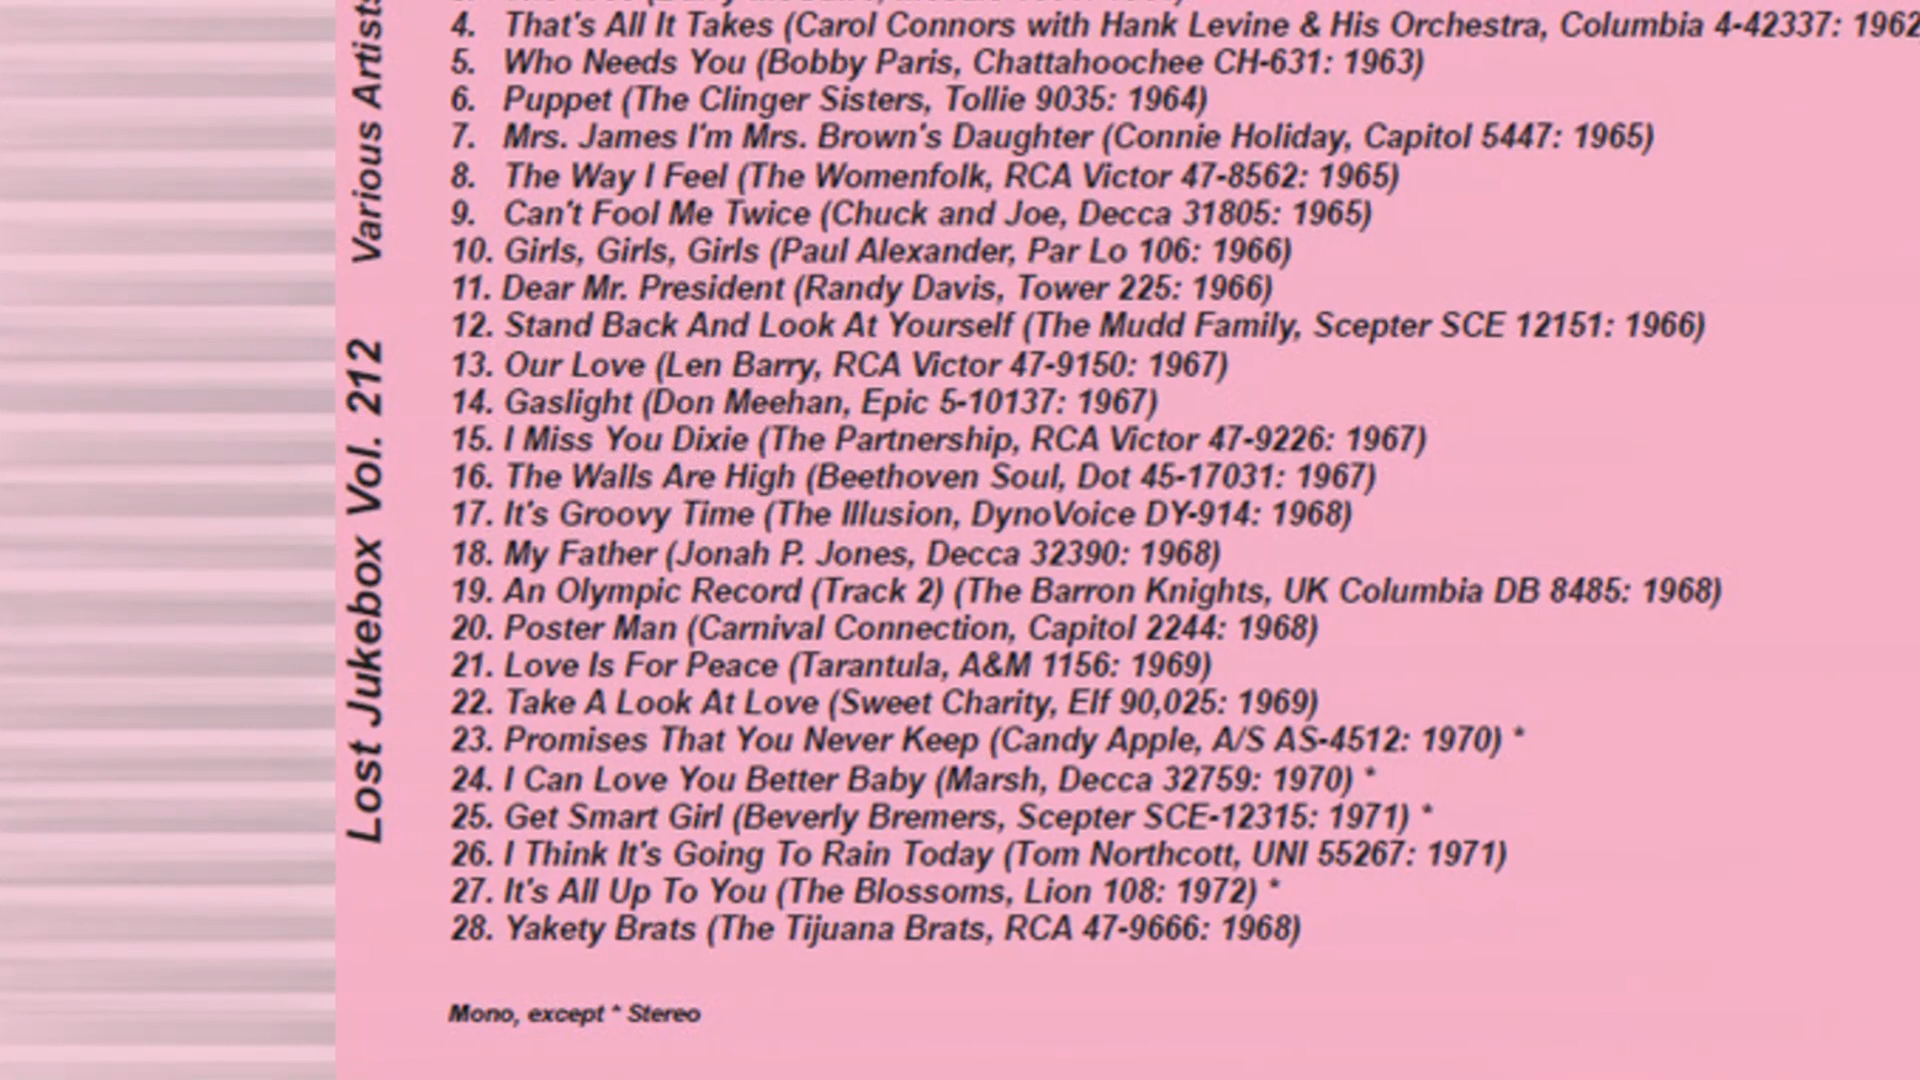 4. That's All It Takes (Carol Connors with Hank Levine & His Orchestra, Columbia 4-42337: 1962
5. Who Needs You (Bobby Paris, Chattahoochee CH-631: 1963)
6. Puppet (The Clinger Sisters, Tollie 9035: 1964)
7. Mrs. James I'm Mrs. Brown's Daughter (Connie Holiday, Capitol 5447: 1965)
8. The Way I Feel (The Womenfolk, RCA Victor 47-8562: 1965)
9. Can't Fool Me Twice (Chuck and Joe, Decca 31805: 1965)
10. Girls, Girls, Girls (Paul Alexander, Par Lo 106: 1966)
11. Dear Mr. President (Randy Davis, Tower 225: 1966)
12. Stand Back And Look At Yourself (The Mudd Family, Scepter SCE 12151: 1966)
13. Our Love (Len Barry, RCA Victor 47-9150: 1967)
14. Gaslight (Don Meehan, Epic 5-10137: 1967)
15. I Miss You Dixie (The Partnership, RCA Victor 47-9226: 1967)
16. The Walls Are High (Beethoven Soul, Dot 45-17031: 1967)
17. It's Groovy Time (The Illusion, DynoVoice DY-914: 1968)
18. My Father (Jonah P. Jones, Decca 32390: 1968)
19. An Olympic Record (Track 2) (The Barron Knights, UK Columbia DB 8485: 1968)
20. Poster Man (Carnival Connection, Capitol 2244: 1968)
21. Love Is For Peace (Tarantula, A&M 1156: 1969)
22. Take A Look At Love (Sweet Charity, Elf 90,025: 1969)
23. Promises That You Never Keep (Candy Apple, A/S AS-4512: 1970) *
24. I Can Love You Better Baby (Marsh, Decca 32759: 1970) *
25. Get Smart Girl (Beverly Bremers, Scepter SCE-12315: 1971) *
26. I Think It's Going To Rain Today (Tom Northcott, UNI 55267: 1971)
27. It's All Up To You (The Blossoms, Lion 108: 1972) *
28. Yakety Brats (The Tijuana Brats, RCA 47-9666: 1968)
Mono, except * Stereo
Lost Jukebox Vol. 212 Various Artists